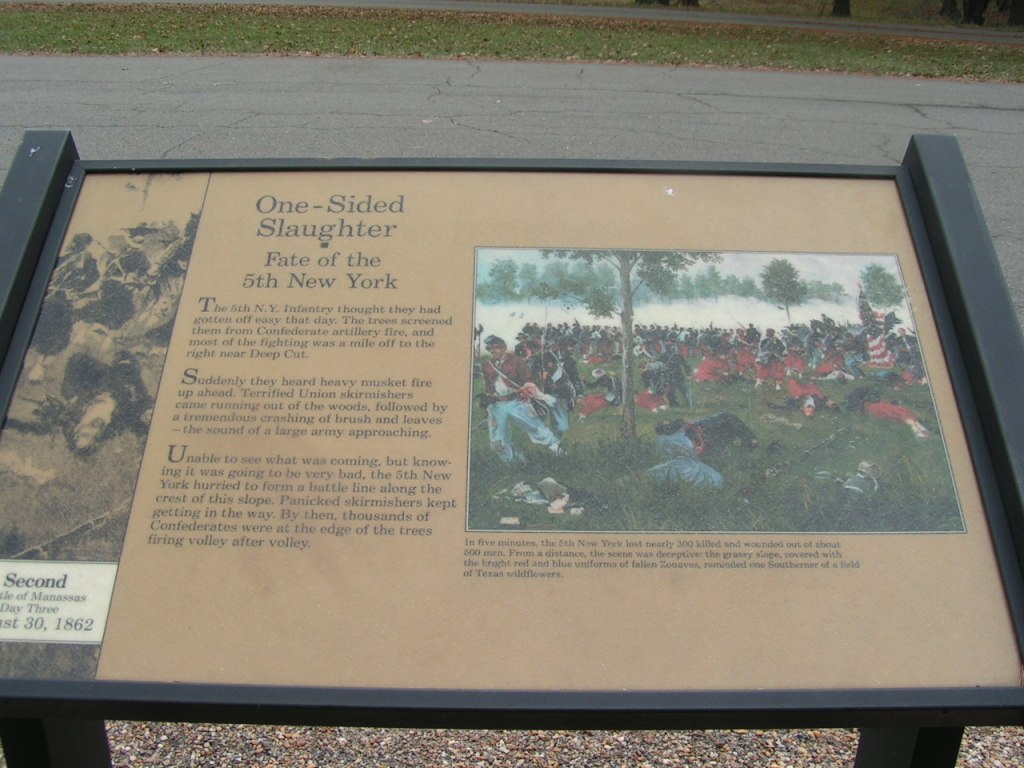 One-Sided
Slaughter
Fate of the
5th New York
The 5th N.Y. Infantry thought they had
gotten off easy that day. The trees screened
them from Confederate artillery fire, and
most of the fighting was a mile off to the
right near Deep Cut.
Suddenly they heard heavy musket fire
up ahead. Terrified Union skirmishers
came running out of the woods, followed by
a tremendous crashing of brush and leaves
– the sound of a large army approaching.
Unable to see what was coming, but know-
ing it was going to be very bad, the 5th New
York hurried to form a battle line along the
crest of this slope. Panicked skirmishers kept
getting in the way. By then, thousands of
Confederates were at the edge of the trees
firing volley after volley.
In five minutes, the 5th New York lost nearly 300 killed and wounded out of about
500 men. From a distance, the scene was deceptive: the grassy slope, covered with
the bright red and blue uniforms of fallen Zouaves, reminded one Southerner of a field
of Texas wildflowers.
Second
tle of Manassas
Day Three
ust 30, 1862